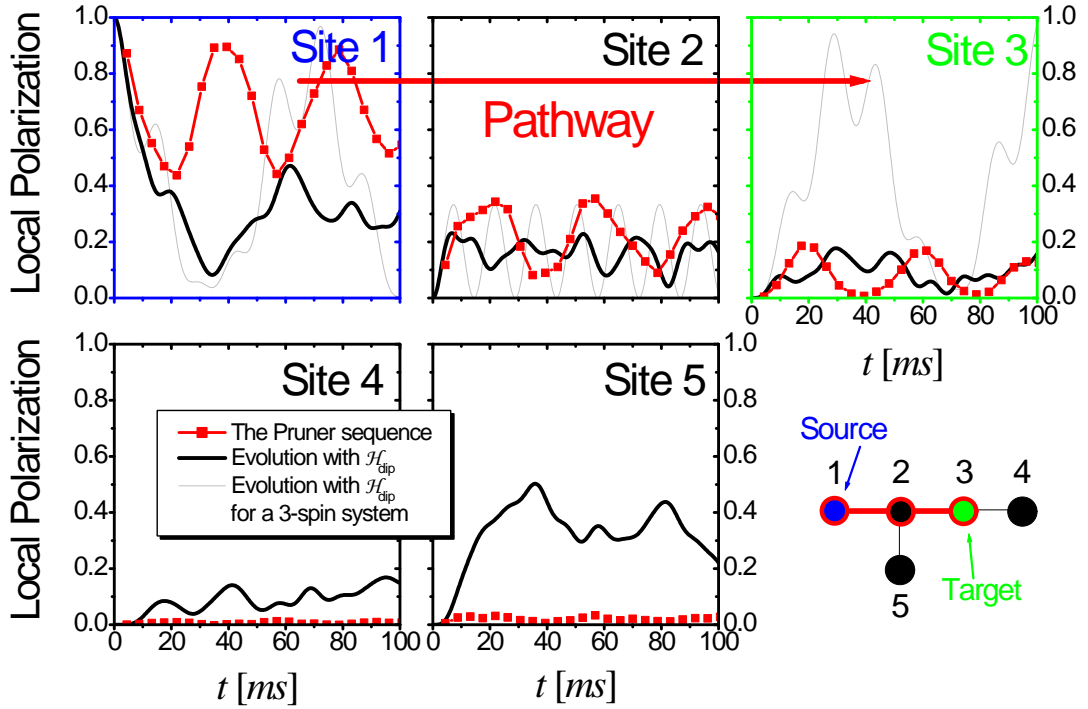 Local Polarization
1.0
0.8
0.6
0.4
0.2
0.0
Site 1
Site 2
Site 3
Pathway
1.0
0.8
0.6
0.4
0.2
0.0
0 20 40 60 80 100
t [ms]
Local Polarization
1.0
0.8
0.6
0.4
0.2
0.0
Site 4
Site 5
1.0
0.8
0.6
0.4
0.2
0.0
The Pruner sequence
Evolution with ℋdip
Evolution with ℋdip
for a 3-spin system
0 20 40 60 80 100
0 20 40 60 80 100
t [ms]
t [ms]
Source
1 2 3 4
5
Target